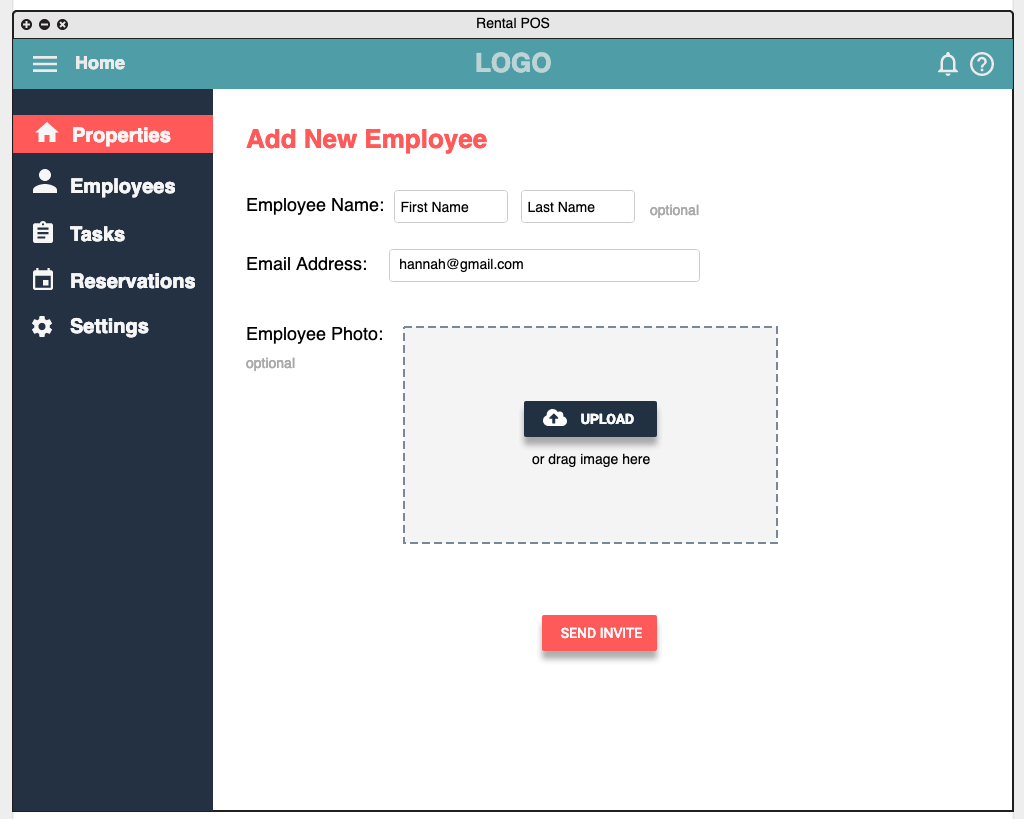 Rental POS
Home
LOGO
Properties
Employees
Tasks
Reservations
Settings
Add New Employee
Employee Name: First Name Last Name optional
Email Address: hannah@gmail.com
Employee Photo:
optional
UPLOAD
or drag image here
SEND INVITE